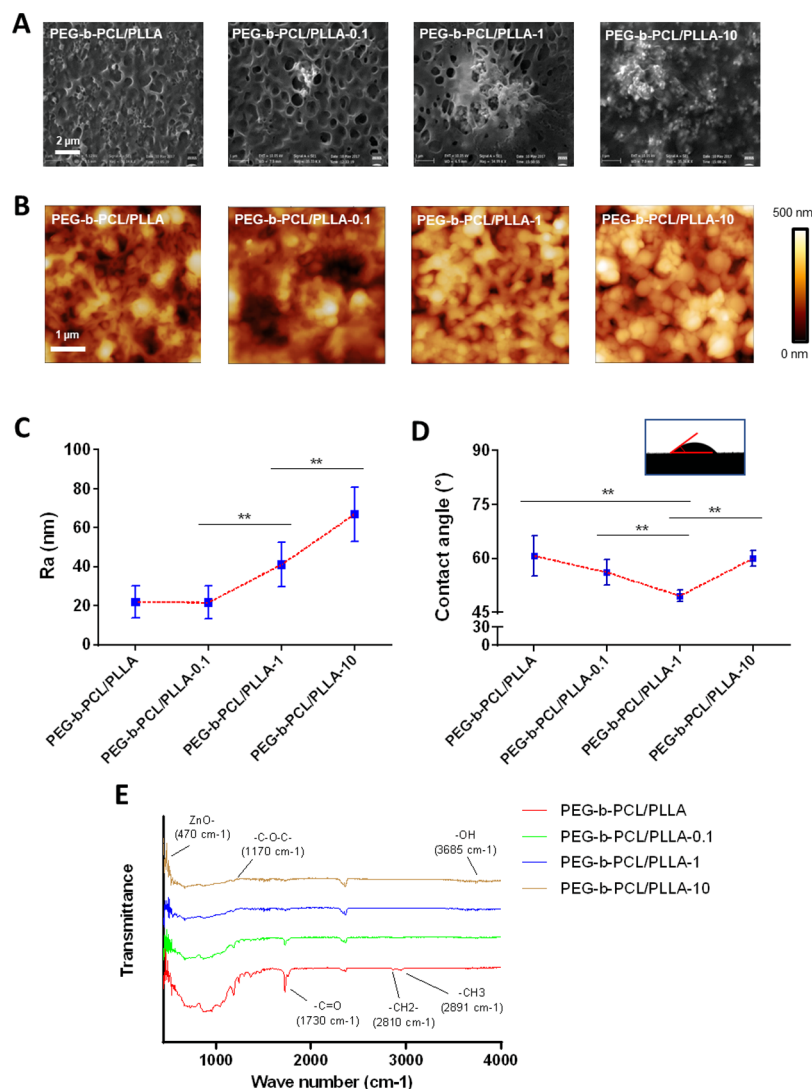 A
PEG-b-PCL/PLLA
PEG-b-PCL/PLLA-0.1
PEG-b-PCL/PLLA-1
PEG-b-PCL/PLLA-10
2 µm
B
PEG-b-PCL/PLLA
PEG-b-PCL/PLLA-0.1
PEG-b-PCL/PLLA-1
PEG-b-PCL/PLLA-10
500 nm
1 µm
0 nm
C
Ra (nm)
100
80
60
40
20
0
**
**
PEG-b-PCL/PLLA
PEG-b-PCL/PLLA-0.1
PEG-b-PCL/PLLA-1
PEG-b-PCL/PLLA-10
D
Contact angle (°)
90
75
60
45
30
0
**
**
**
PEG-b-PCL/PLLA
PEG-b-PCL/PLLA-0.1
PEG-b-PCL/PLLA-1
PEG-b-PCL/PLLA-10
E
Transmittance
ZnO-
(470 cm-1)
-C-O-C-
(1170 cm-1)
-OH
(3685 cm-1)
-C=O
(1730 cm-1)
-CH2-
(2810 cm-1)
-CH3
(2891 cm-1)
1000
2000
3000
4000
Wave number (cm-1)
PEG-b-PCL/PLLA
PEG-b-PCL/PLLA-0.1
PEG-b-PCL/PLLA-1
PEG-b-PCL/PLLA-10